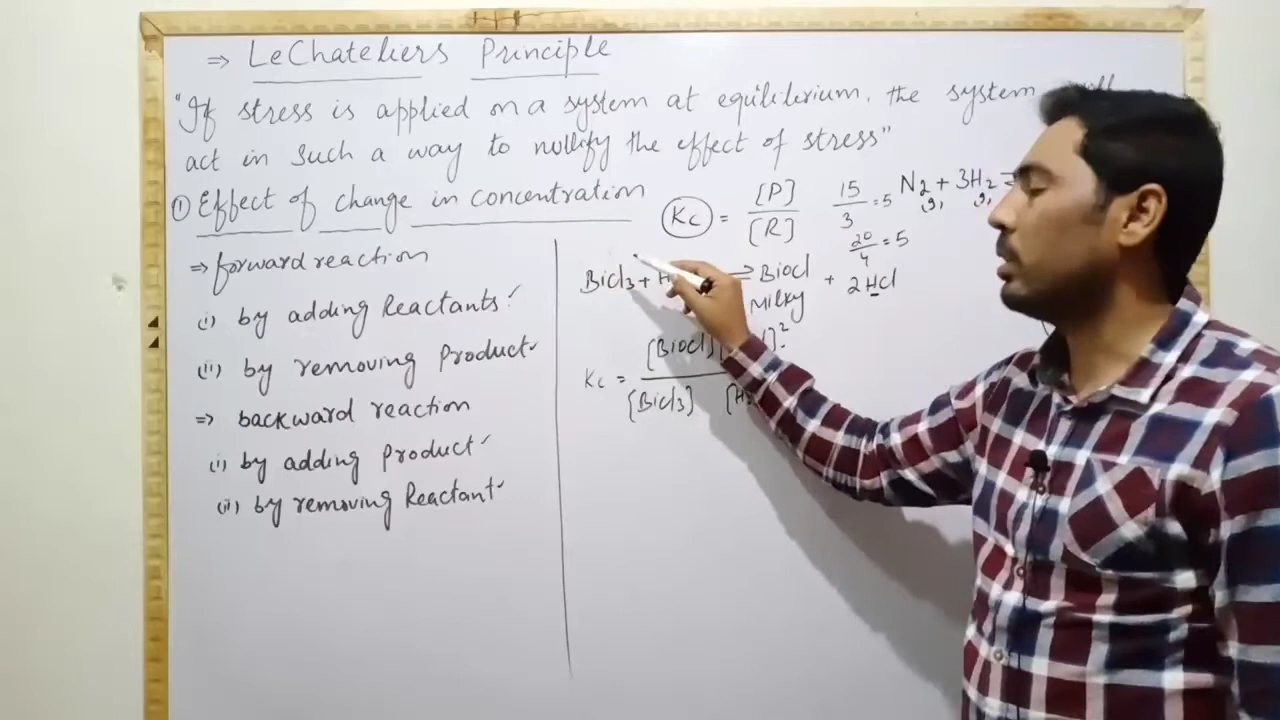 ⇒ LeChateliers Principle
"If stress is applied on a system at equilibrium, the system
act in such a way to nullify the effect of stress"
(1) Effect of change in concentration
Kc = [P] / [R]
15/3 = 5
20/4 = 5
N2 + 3H2 ⇌
(g) (g)
⇒ forward reaction
(i) by adding Reactants ✓
(ii) by removing Product ✓
⇒ backward reaction
(i) by adding Product ✓
(ii) by removing Reactant ✓
BiCl3 + H ⇌ BiOCl + 2HCl
Milky
Kc = [BiOCl] [ ]² / [BiCl3] [H